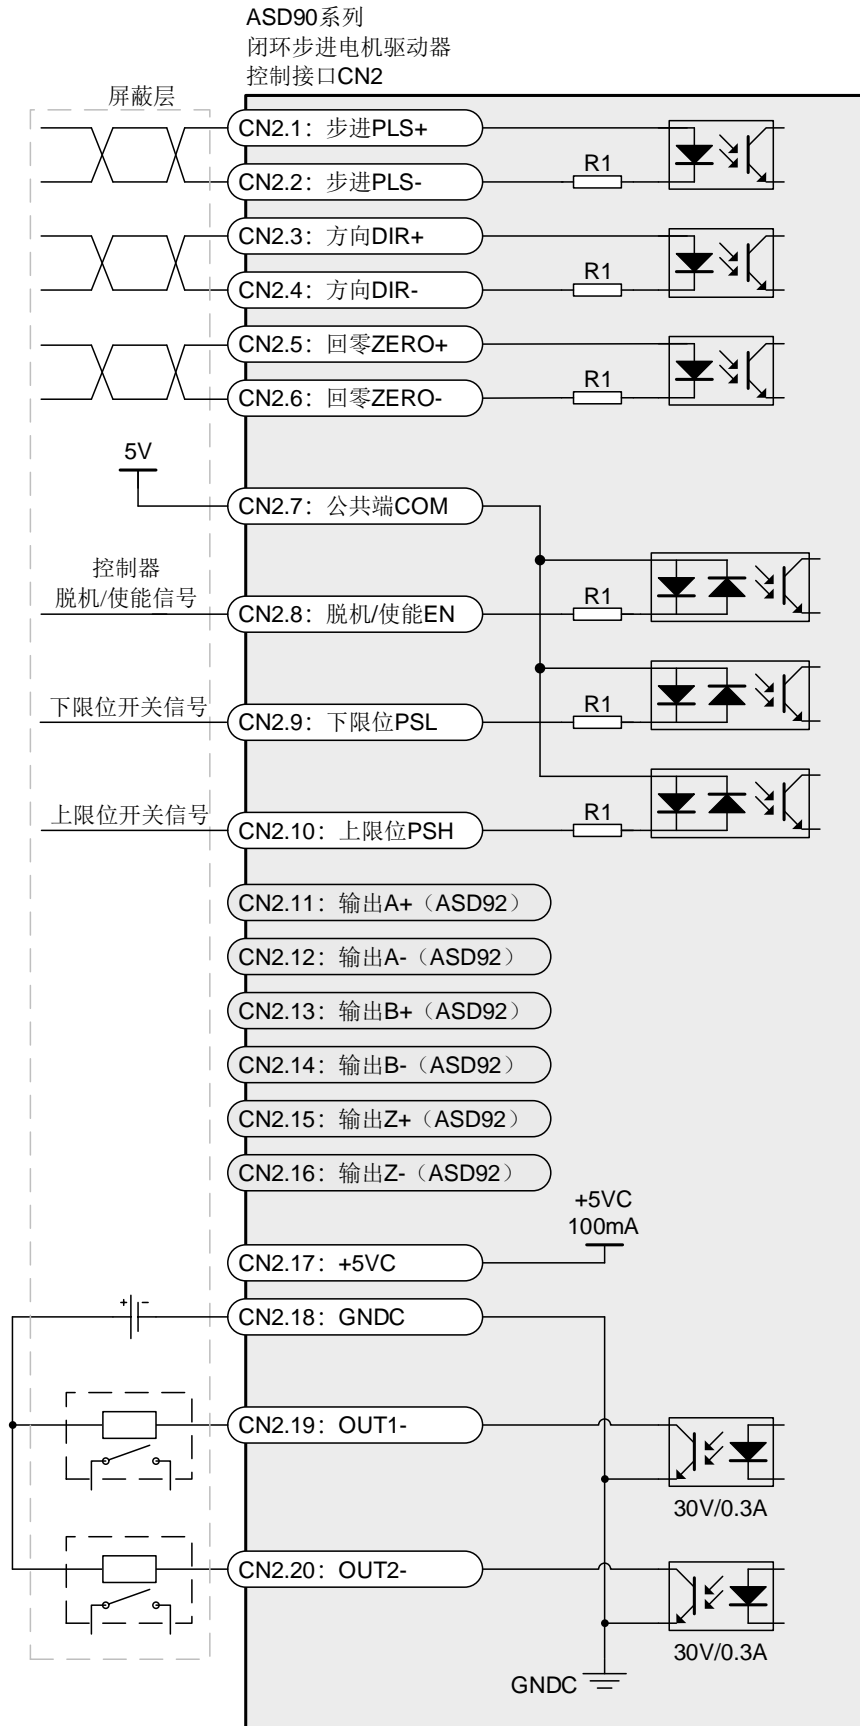 ASD90系列
闭环步进电机驱动器
控制接口CN2
屏蔽层
CN2.1：步进PLS+
CN2.2：步进PLS-
R1
CN2.3：方向DIR+
CN2.4：方向DIR-
R1
CN2.5：回零ZERO+
CN2.6：回零ZERO-
R1
5V
CN2.7：公共端COM
控制器
脱机/使能信号
CN2.8：脱机/使能EN
R1
下限位开关信号
CN2.9：下限位PSL
R1
上限位开关信号
CN2.10：上限位PSH
R1
CN2.11：输出A+（ASD92）
CN2.12：输出A-（ASD92）
CN2.13：输出B+（ASD92）
CN2.14：输出B-（ASD92）
CN2.15：输出Z+（ASD92）
CN2.16：输出Z-（ASD92）
+5VC
100mA
CN2.17：+5VC
+ -
CN2.18：GNDC
CN2.19：OUT1-
30V/0.3A
CN2.20：OUT2-
30V/0.3A
GNDC